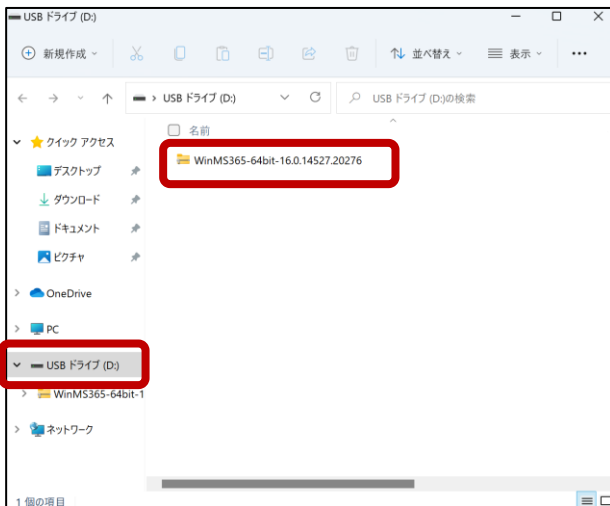 USB ドライブ (D:)
新規作成
並べ替え
表示
USB ドライブ (D:)
USB ドライブ (D:)の検索
クイック アクセス
デスクトップ
ダウンロード
ドキュメント
ピクチャ
OneDrive
PC
USB ドライブ (D:)
WinMS365-64bit-1
ネットワーク
名前
WinMS365-64bit-16.0.14527.20276
1 個の項目